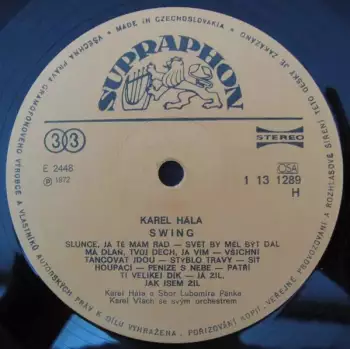 MADE IN CZECHOSLOVAKIA • VŠECHNA PRÁVA GRAMOFONOVÉHO VÝROBCE A VLASTNÍKŮ AUTORSKÝCH PRÁV K DÍLU VYHRAŽENA. POŘIZOVÁNÍ KOPIÍ, VEŘEJNÉ PROVOZOVÁNÍ A ROZHLASOVÉ ŠÍŘENÍ TÉTO DESKY JE ZAKÁZÁNO
SUPRAPHON
33
STEREO
E 2448
℗ 1972
ČSA
1 13 1289
H
KAREL HÁLA
SWING
SLUNCE, JÁ TĚ MÁM RÁD — SVĚT BY MĚL BÝT DÁL
MÁ DLAŇ, TVŮJ DECH, JÁ VÍM — VŠICHNI
TANCOVAT JDOU — STÝBLO TRÁVY — SÍŤ
HOUPACÍ — PENÍZE S NEBE — PATŘÍ
TI VELIKEJ DÍK — JÁ ŽIL,
JAK JSEM ŽIL
Karel Hála a Sbor Lubomíra Pánka
Karel Vlach se svým orchestrem